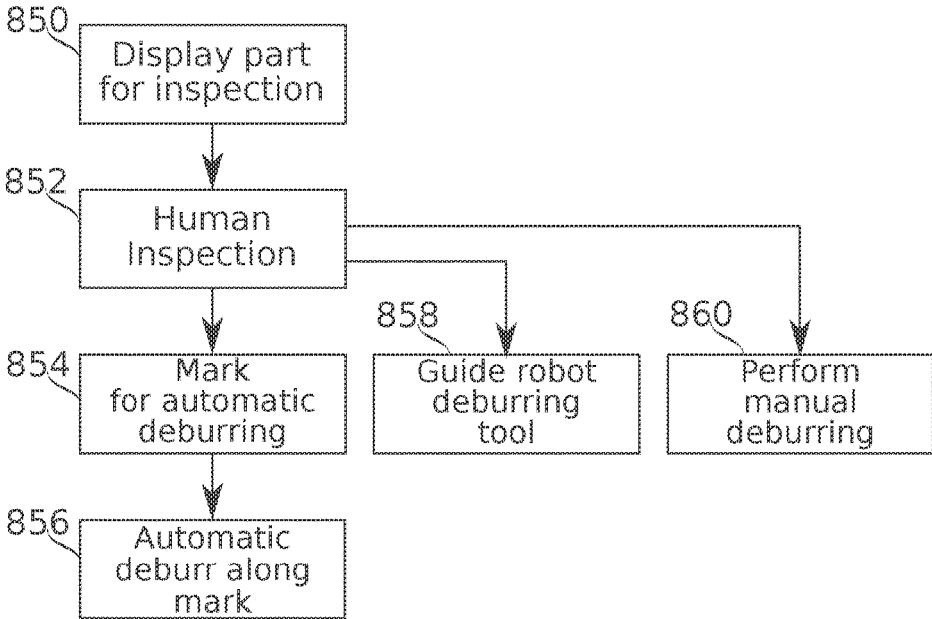 850
Display part
for inspection
852
Human
Inspection
854
Mark
for automatic
deburring
858
Guide robot
deburring
tool
860
Perform
manual
deburring
856
Automatic
deburr along
mark